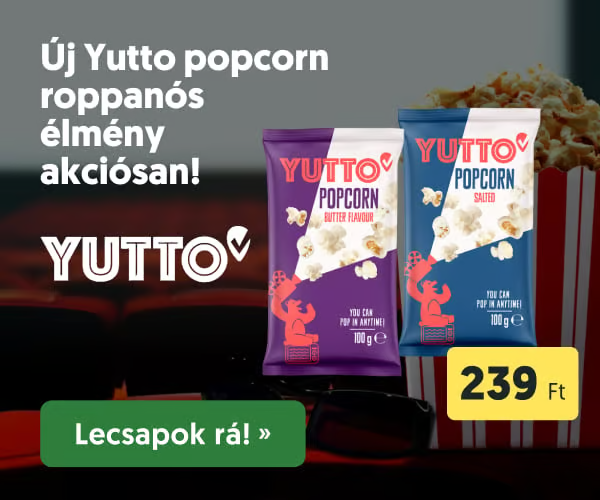 Új Yutto popcorn
roppanós
élmény
akciósan!
YUTTO
YUTTO
POPCORN
BUTTER FLAVOUR
YOU CAN
POP IN ANYTIME!
100 g ℮
YUTTO
POPCORN
SALTED
YOU CAN
POP IN ANYTIME!
100 g ℮
239 Ft
Lecsapok rá! »